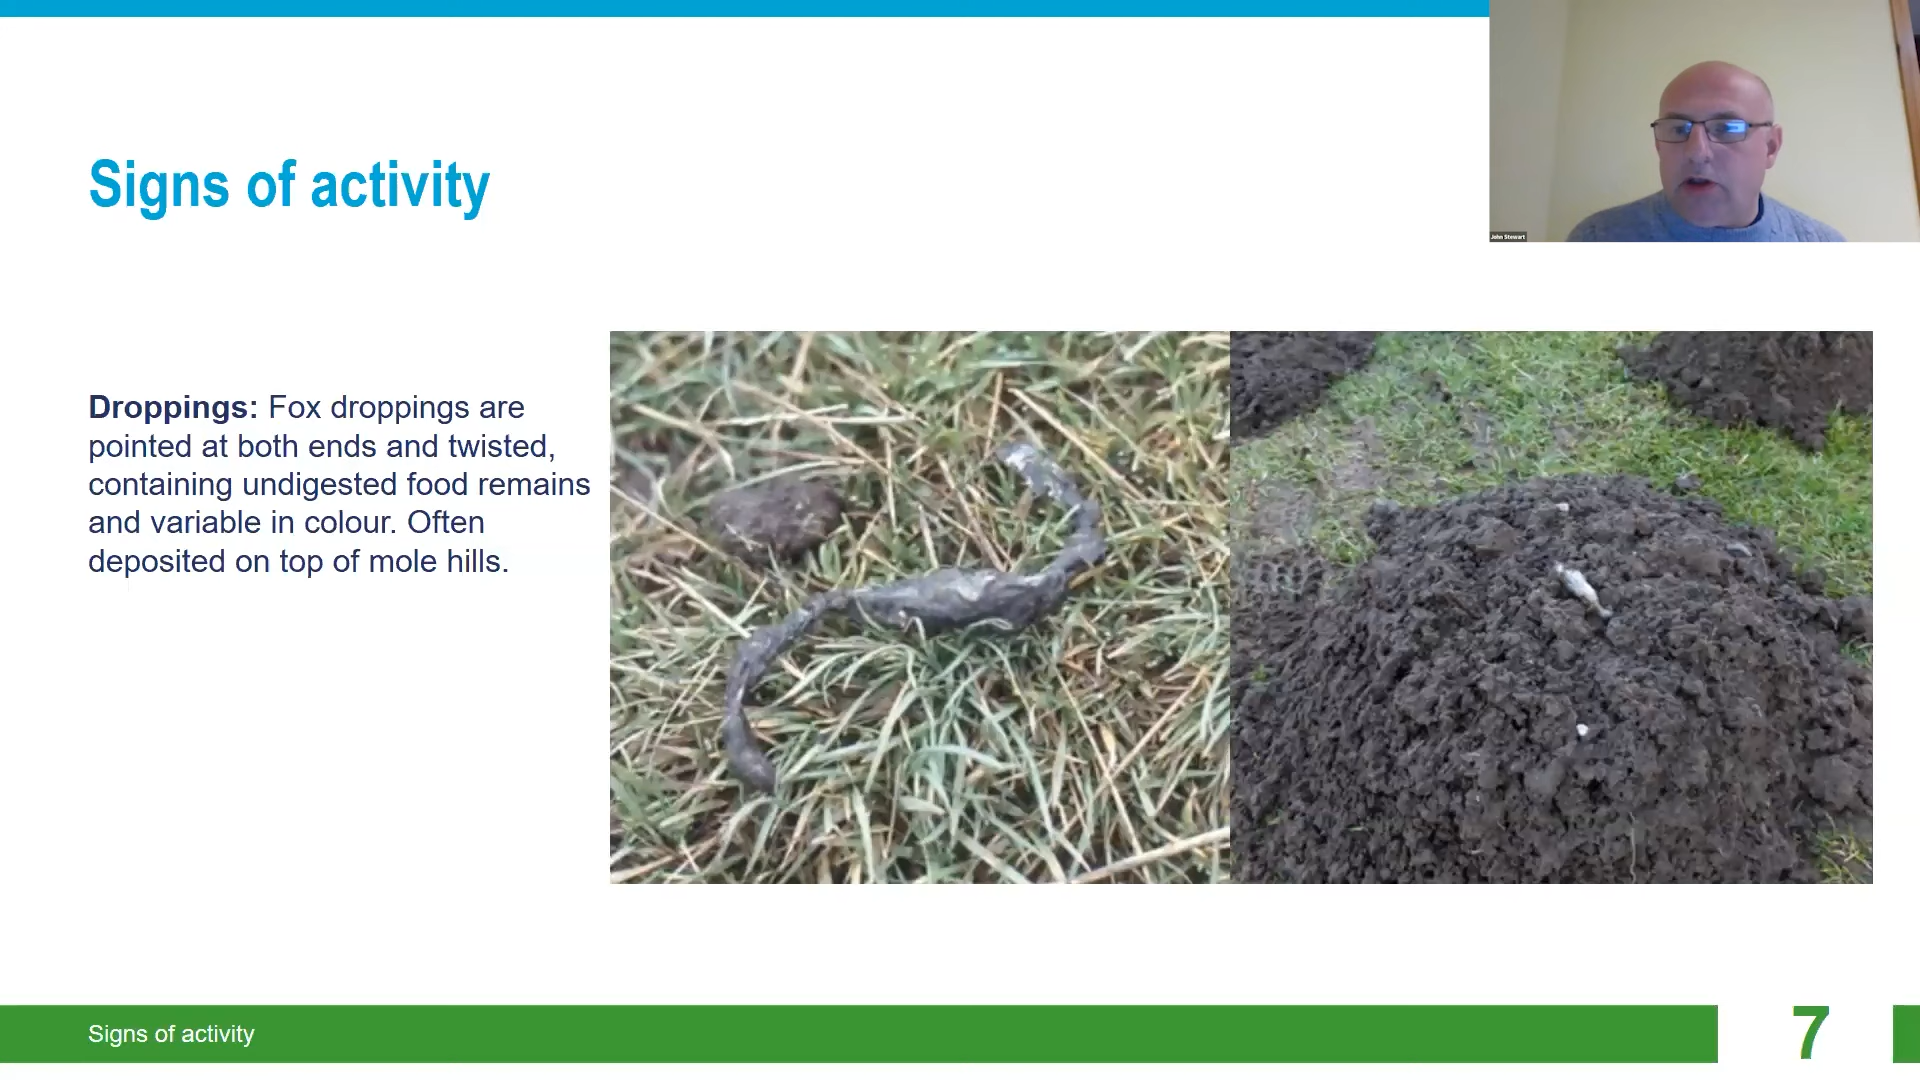 Signs of activity
John Stewart
Droppings: Fox droppings are
pointed at both ends and twisted,
containing undigested food remains
and variable in colour. Often
deposited on top of mole hills.
Signs of activity
7